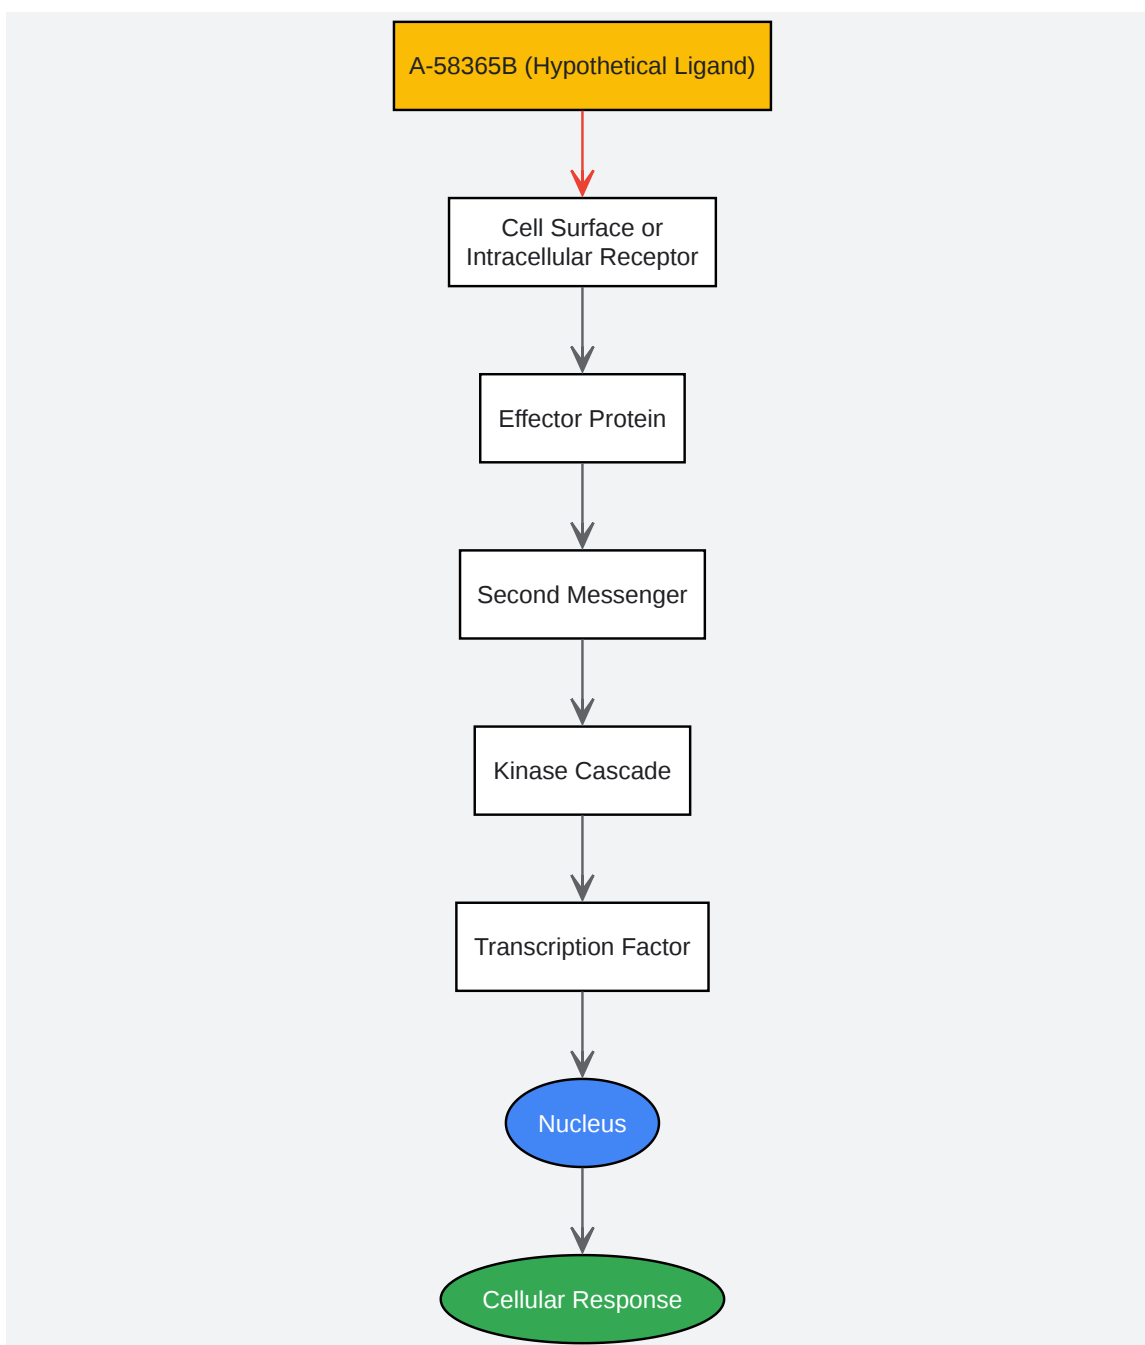 A-58365B (Hypothetical Ligand)
Cell Surface or
Intracellular Receptor
Effector Protein
Second Messenger
Kinase Cascade
Transcription Factor
Nucleus
Cellular Response